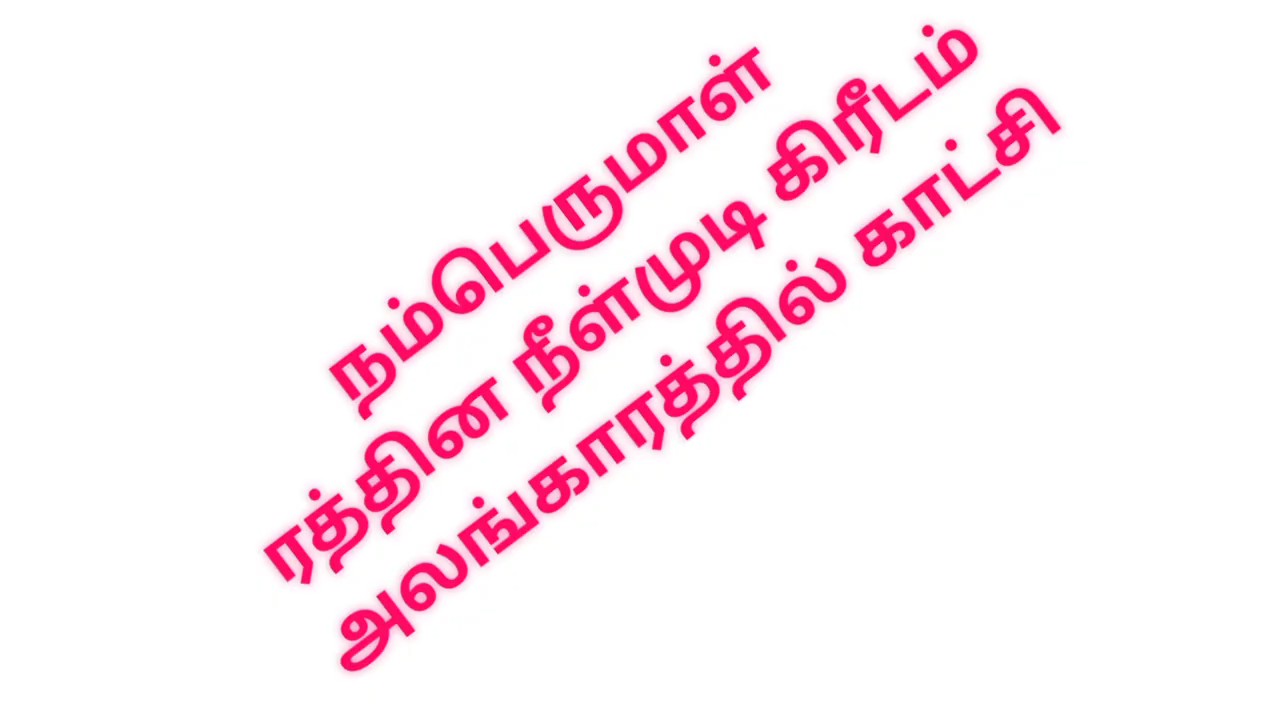 நம்பெருமாள்
ரத்தின நீள்முடி கிரீடம்
அலங்காரத்தில் காட்சி